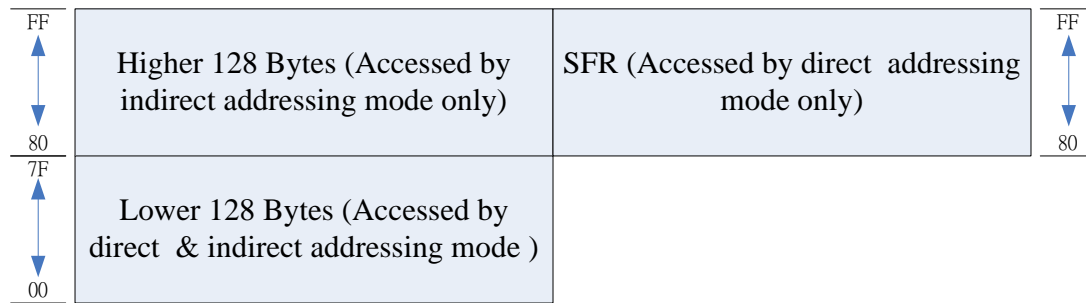 FF
Higher 128 Bytes (Accessed by
indirect addressing mode only)
80
SFR (Accessed by direct addressing
mode only)
FF
80
7F
Lower 128 Bytes (Accessed by
direct & indirect addressing mode )
00